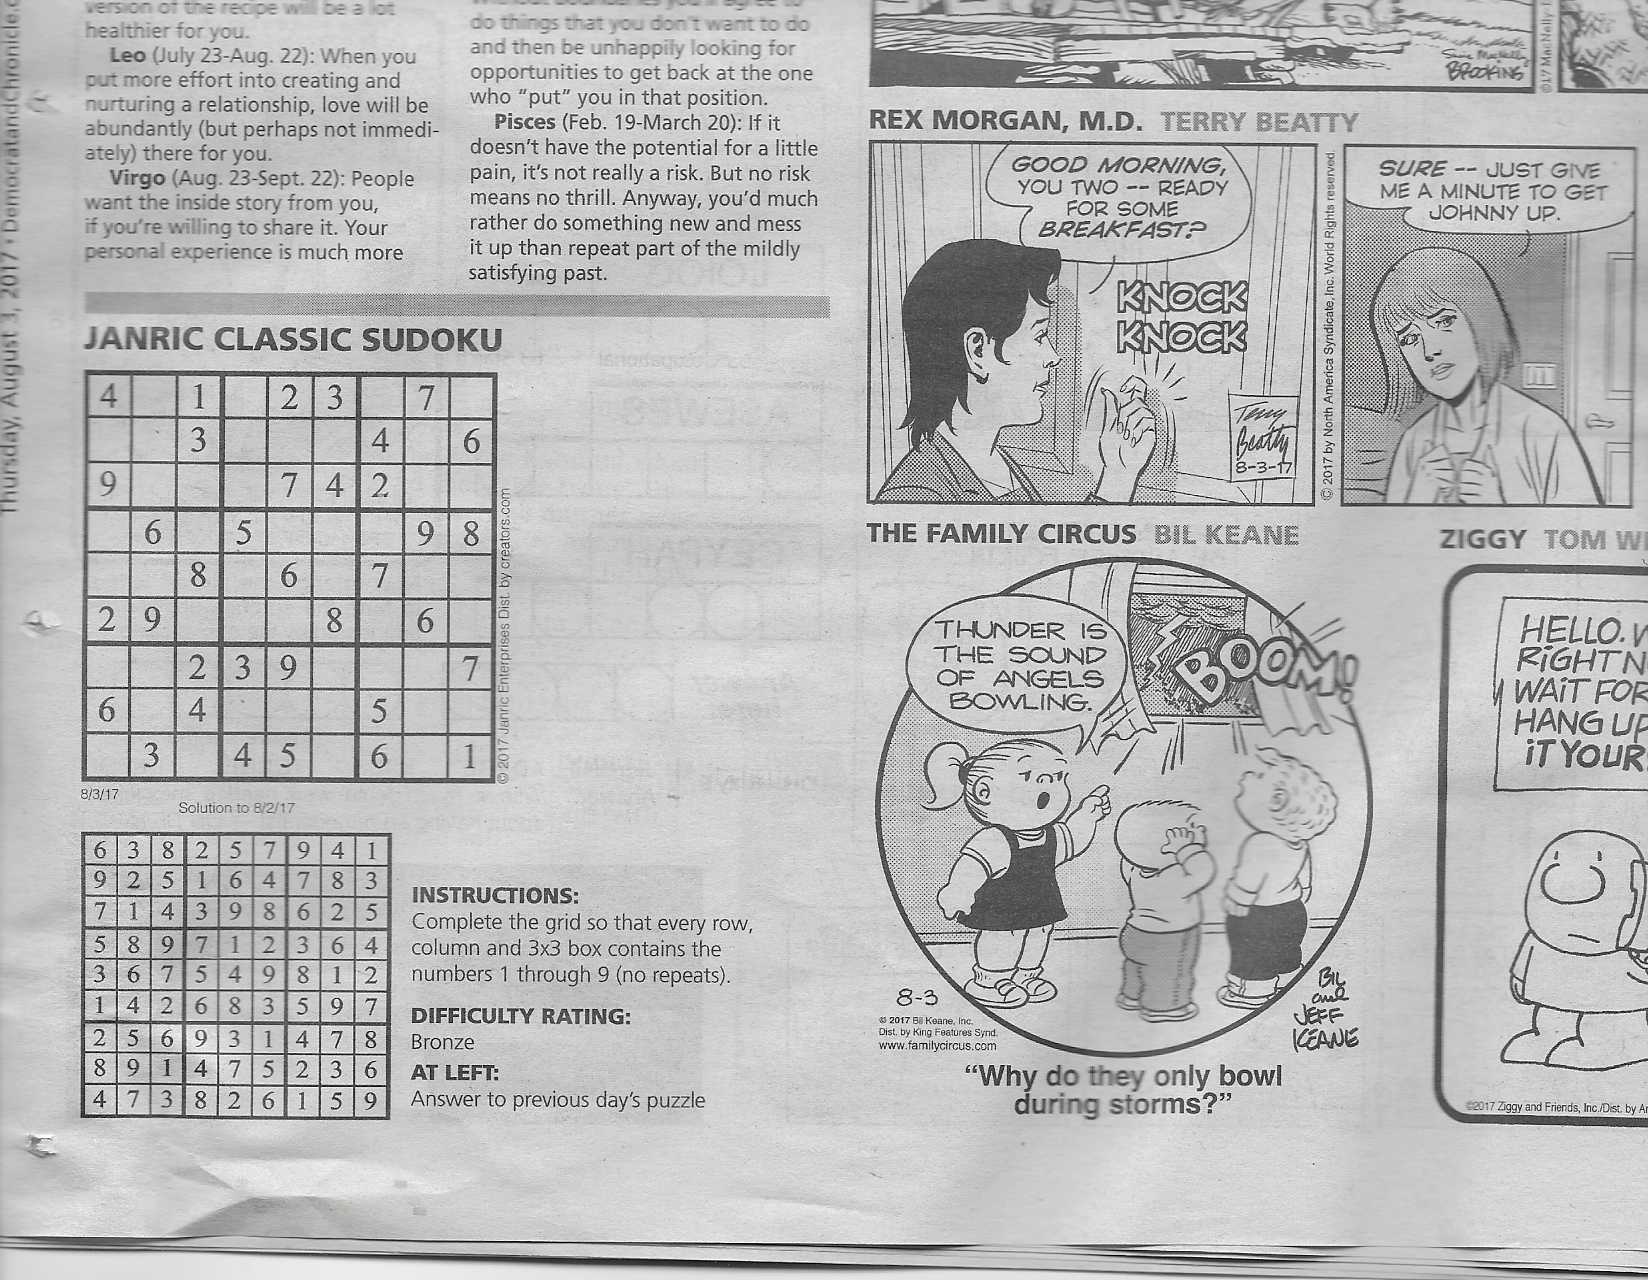 Thursday, August 3, 2017 • DemocratandChronicle
version of the recipe will be a lot
healthier for you.
Leo (July 23-Aug. 22): When you
put more effort into creating and
nurturing a relationship, love will be
abundantly (but perhaps not immedi-
ately) there for you.
Virgo (Aug. 23-Sept. 22): People
want the inside story from you,
if you're willing to share it. Your
personal experience is much more
do things that you don't want to do
and then be unhappily looking for
opportunities to get back at the one
who “put” you in that position.
Pisces (Feb. 19-March 20): If it
doesn't have the potential for a little
pain, it's not really a risk. But no risk
means no thrill. Anyway, you'd much
rather do something new and mess
it up than repeat part of the mildly
satisfying past.
JANRIC CLASSIC SUDOKU
4 1 2 3 7
3 4 6
9 7 4 2
6 5 9 8
8 6 7
2 9 8 6
2 3 9 7
6 4 5
3 4 5 6 1
© 2017 Janric Enterprises Dist. by creators.com
8/3/17
Solution to 8/2/17
6 3 8 2 5 7 9 4 1
9 2 5 1 6 4 7 8 3
7 1 4 3 9 8 6 2 5
5 8 9 7 1 2 3 6 4
3 6 7 5 4 9 8 1 2
1 4 2 6 8 3 5 9 7
2 5 6 9 3 1 4 7 8
8 9 1 4 7 5 2 3 6
4 7 3 8 2 6 1 5 9
INSTRUCTIONS:
Complete the grid so that every row,
column and 3x3 box contains the
numbers 1 through 9 (no repeats).
DIFFICULTY RATING:
Bronze
AT LEFT:
Answer to previous day's puzzle
BROOKINS
REX MORGAN, M.D. TERRY BEATTY
GOOD MORNING,
YOU TWO -- READY
FOR SOME
BREAKFAST?
KNOCK
KNOCK
Terry
Beatty
8-3-17
© 2017 by North America Syndicate, Inc. World Rights reserved.
SURE -- JUST GIVE
ME A MINUTE TO GET
JOHNNY UP.
THE FAMILY CIRCUS BIL KEANE
THUNDER IS
THE SOUND
OF ANGELS
BOWLING.
BOOM!
8-3
© 2017 Bil Keane, Inc.
Dist. by King Features Synd.
www.familycircus.com
BIL
and
JEFF
KEANE
“Why do they only bowl
during storms?”
ZIGGY TOM WI
HELLO.
RiGHT N
WAiT FOR
HANG UP
iT YOUR
©2017 Ziggy and Friends, Inc./Dist. by